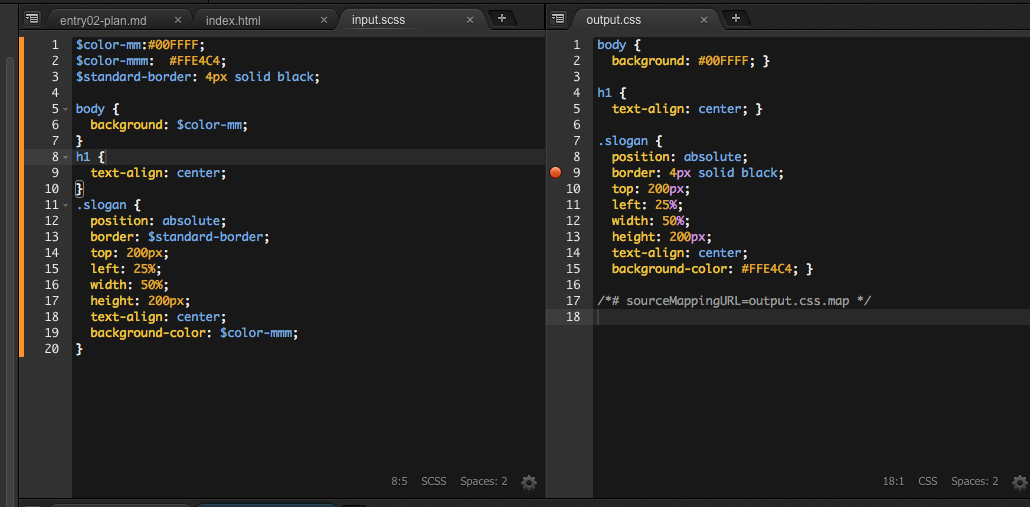 entry02-plan.md × index.html × input.scss × +
1 $color-mm:#00FFFF;
2 $color-mmm:  #FFE4C4;
3 $standard-border: 4px solid black;
4
5 body {
6   background: $color-mm;
7 }
8 h1 {
9   text-align: center;
10 }
11 .slogan {
12   position: absolute;
13   border: $standard-border;
14   top: 200px;
15   left: 25%;
16   width: 50%;
17   height: 200px;
18   text-align: center;
19   background-color: $color-mmm;
20 }
8:5 SCSS Spaces: 2
output.css × +
1 body {
2   background: #00FFFF; }
3
4 h1 {
5   text-align: center; }
6
7 .slogan {
8   position: absolute;
9   border: 4px solid black;
10   top: 200px;
11   left: 25%;
12   width: 50%;
13   height: 200px;
14   text-align: center;
15   background-color: #FFE4C4; }
16
17 /*# sourceMappingURL=output.css.map */
18
18:1 CSS Spaces: 2